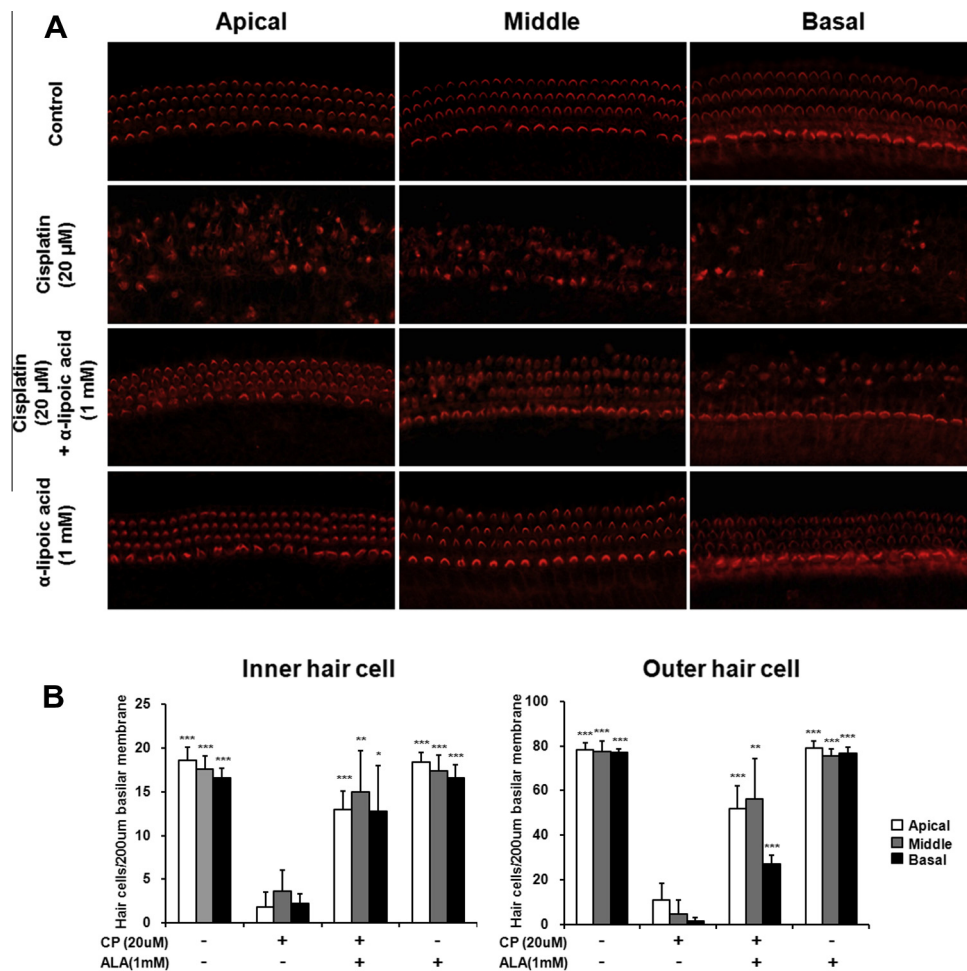 A
Apical
Middle
Basal
Control
Cisplatin
(20 µM)
Cisplatin
(20 µM)
+ α-lipoic acid
(1 mM)
α-lipoic acid
(1 mM)
B
Inner hair cell
Hair cells/200um basilar membrane
25
20
15
10
5
0
*** *** ***
*** ** *
*** *** ***
CP (20uM) - + + -
ALA(1mM) - - + +
Outer hair cell
Hair cells/200um basilar membrane
100
80
60
40
20
0
*** *** ***
*** ** ***
*** *** ***
CP (20uM) - + + -
ALA(1mM) - - + +
Apical
Middle
Basal